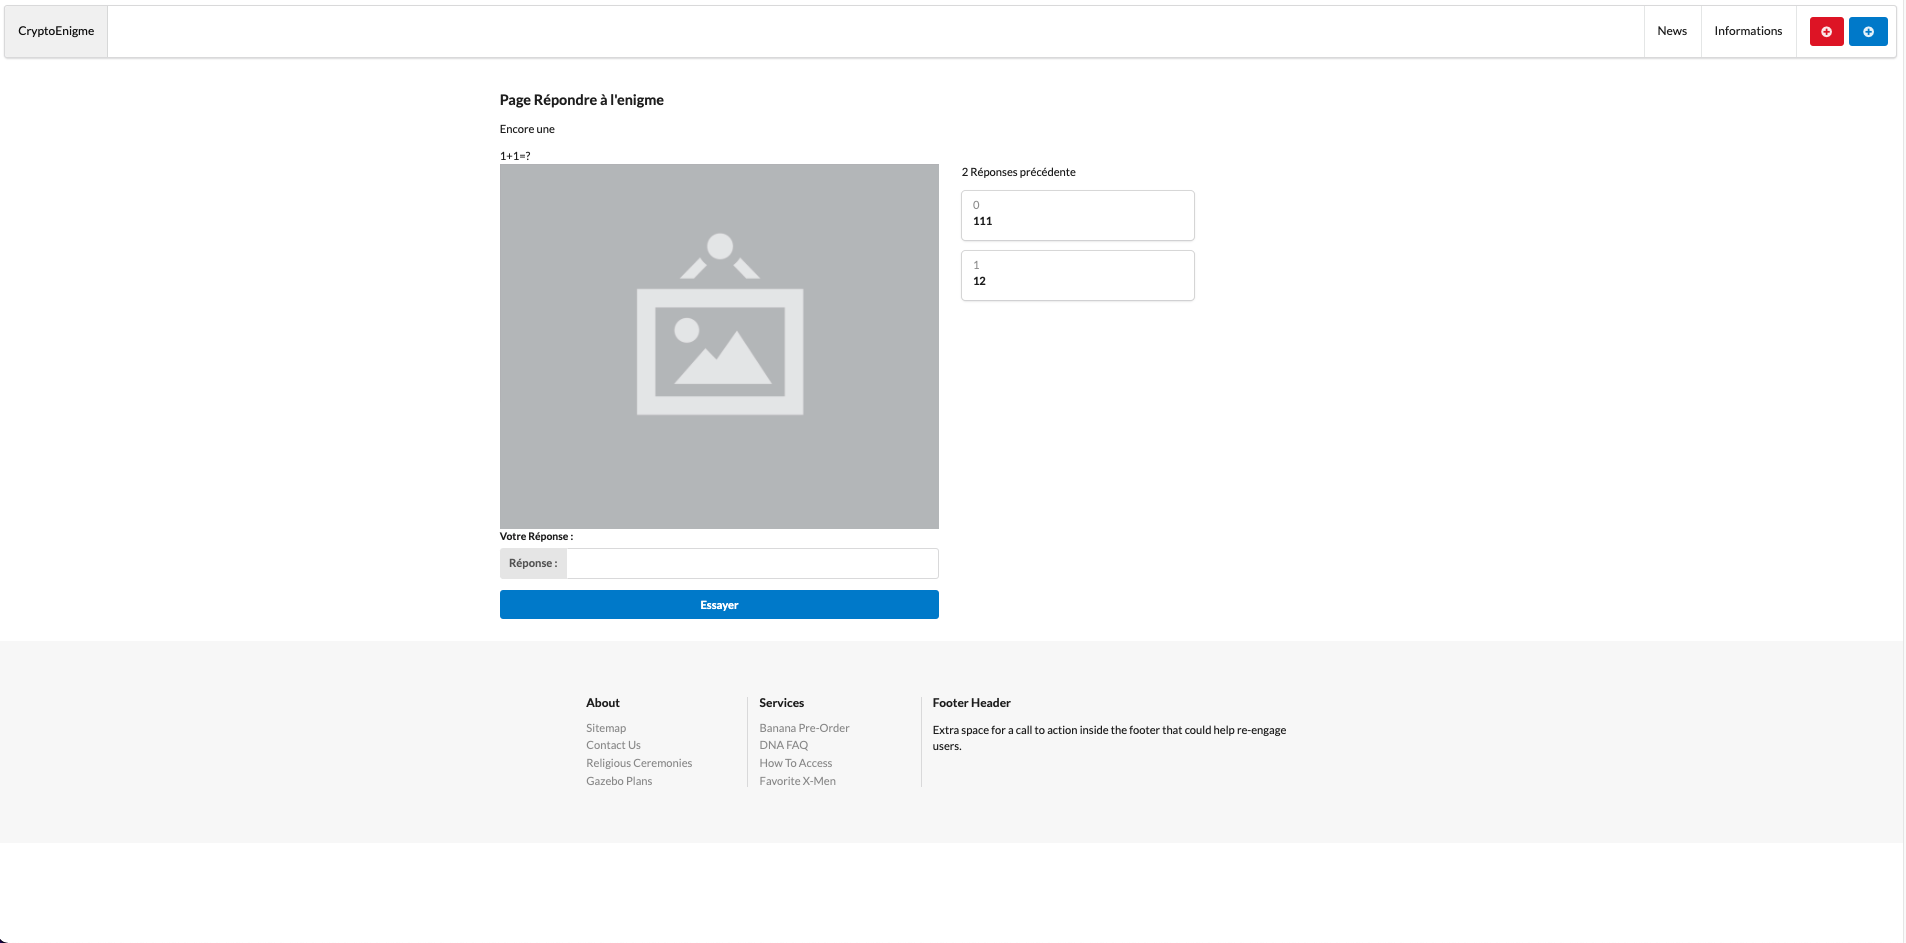 CryptoEnigme
News
Informations
Page Répondre à l'enigme
Encore une
1+1=?
2 Réponses précédente
0
111
1
12
Votre Réponse :
Réponse :
Essayer
About
Sitemap
Contact Us
Religious Ceremonies
Gazebo Plans
Services
Banana Pre-Order
DNA FAQ
How To Access
Favorite X-Men
Footer Header
Extra space for a call to action inside the footer that could help re-engage
users.